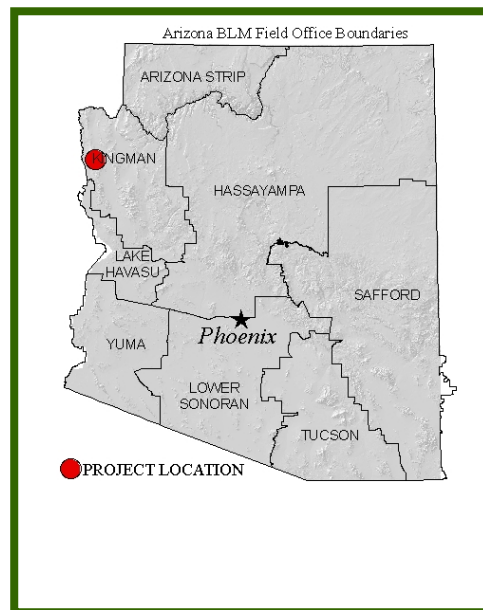 Arizona BLM Field Office Boundaries
ARIZONA STRIP
KINGMAN
HASSAYAMPA
LAKE
HAVASU
SAFFORD
Phoenix
YUMA
LOWER
SONORAN
TUCSON
PROJECT LOCATION